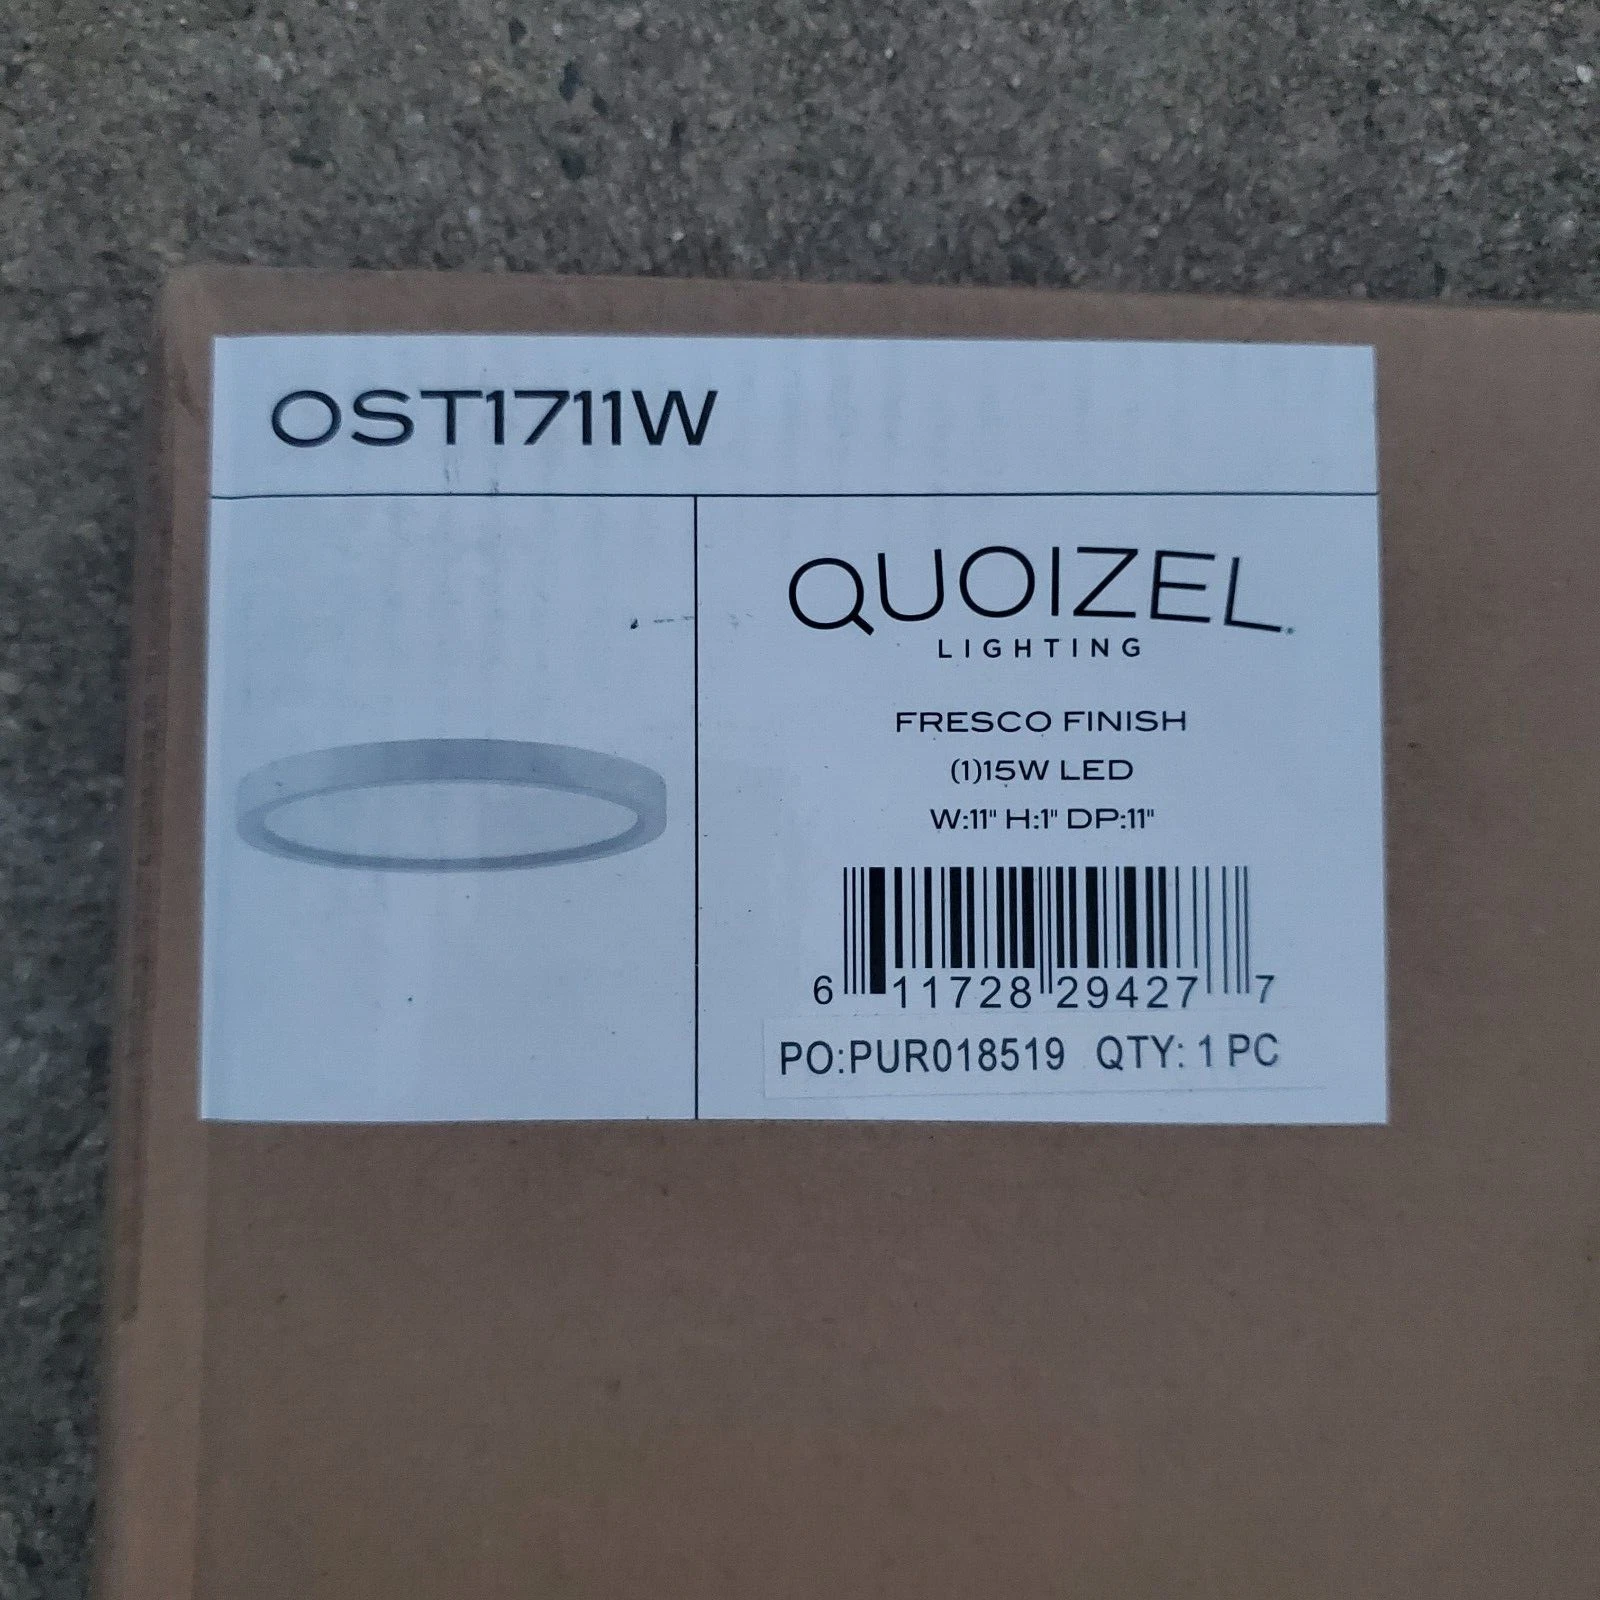 OST1711W
QUOIZEL.
LIGHTING
FRESCO FINISH
(1)15W LED
W:11" H:1" DP:11"
6 11728 29427 7
PO:PUR018519 QTY: 1 PC